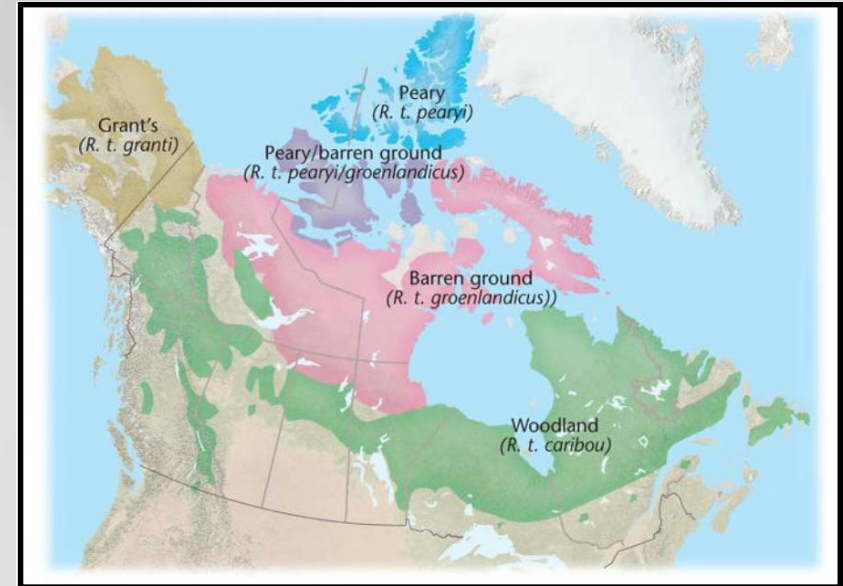 Peary
(R. t. pearyi)
Grant's
(R. t. granti)
Peary/barren ground
(R. t. pearyi/groenlandicus)
Barren ground
(R. t. groenlandicus))
Woodland
(R. t. caribou)